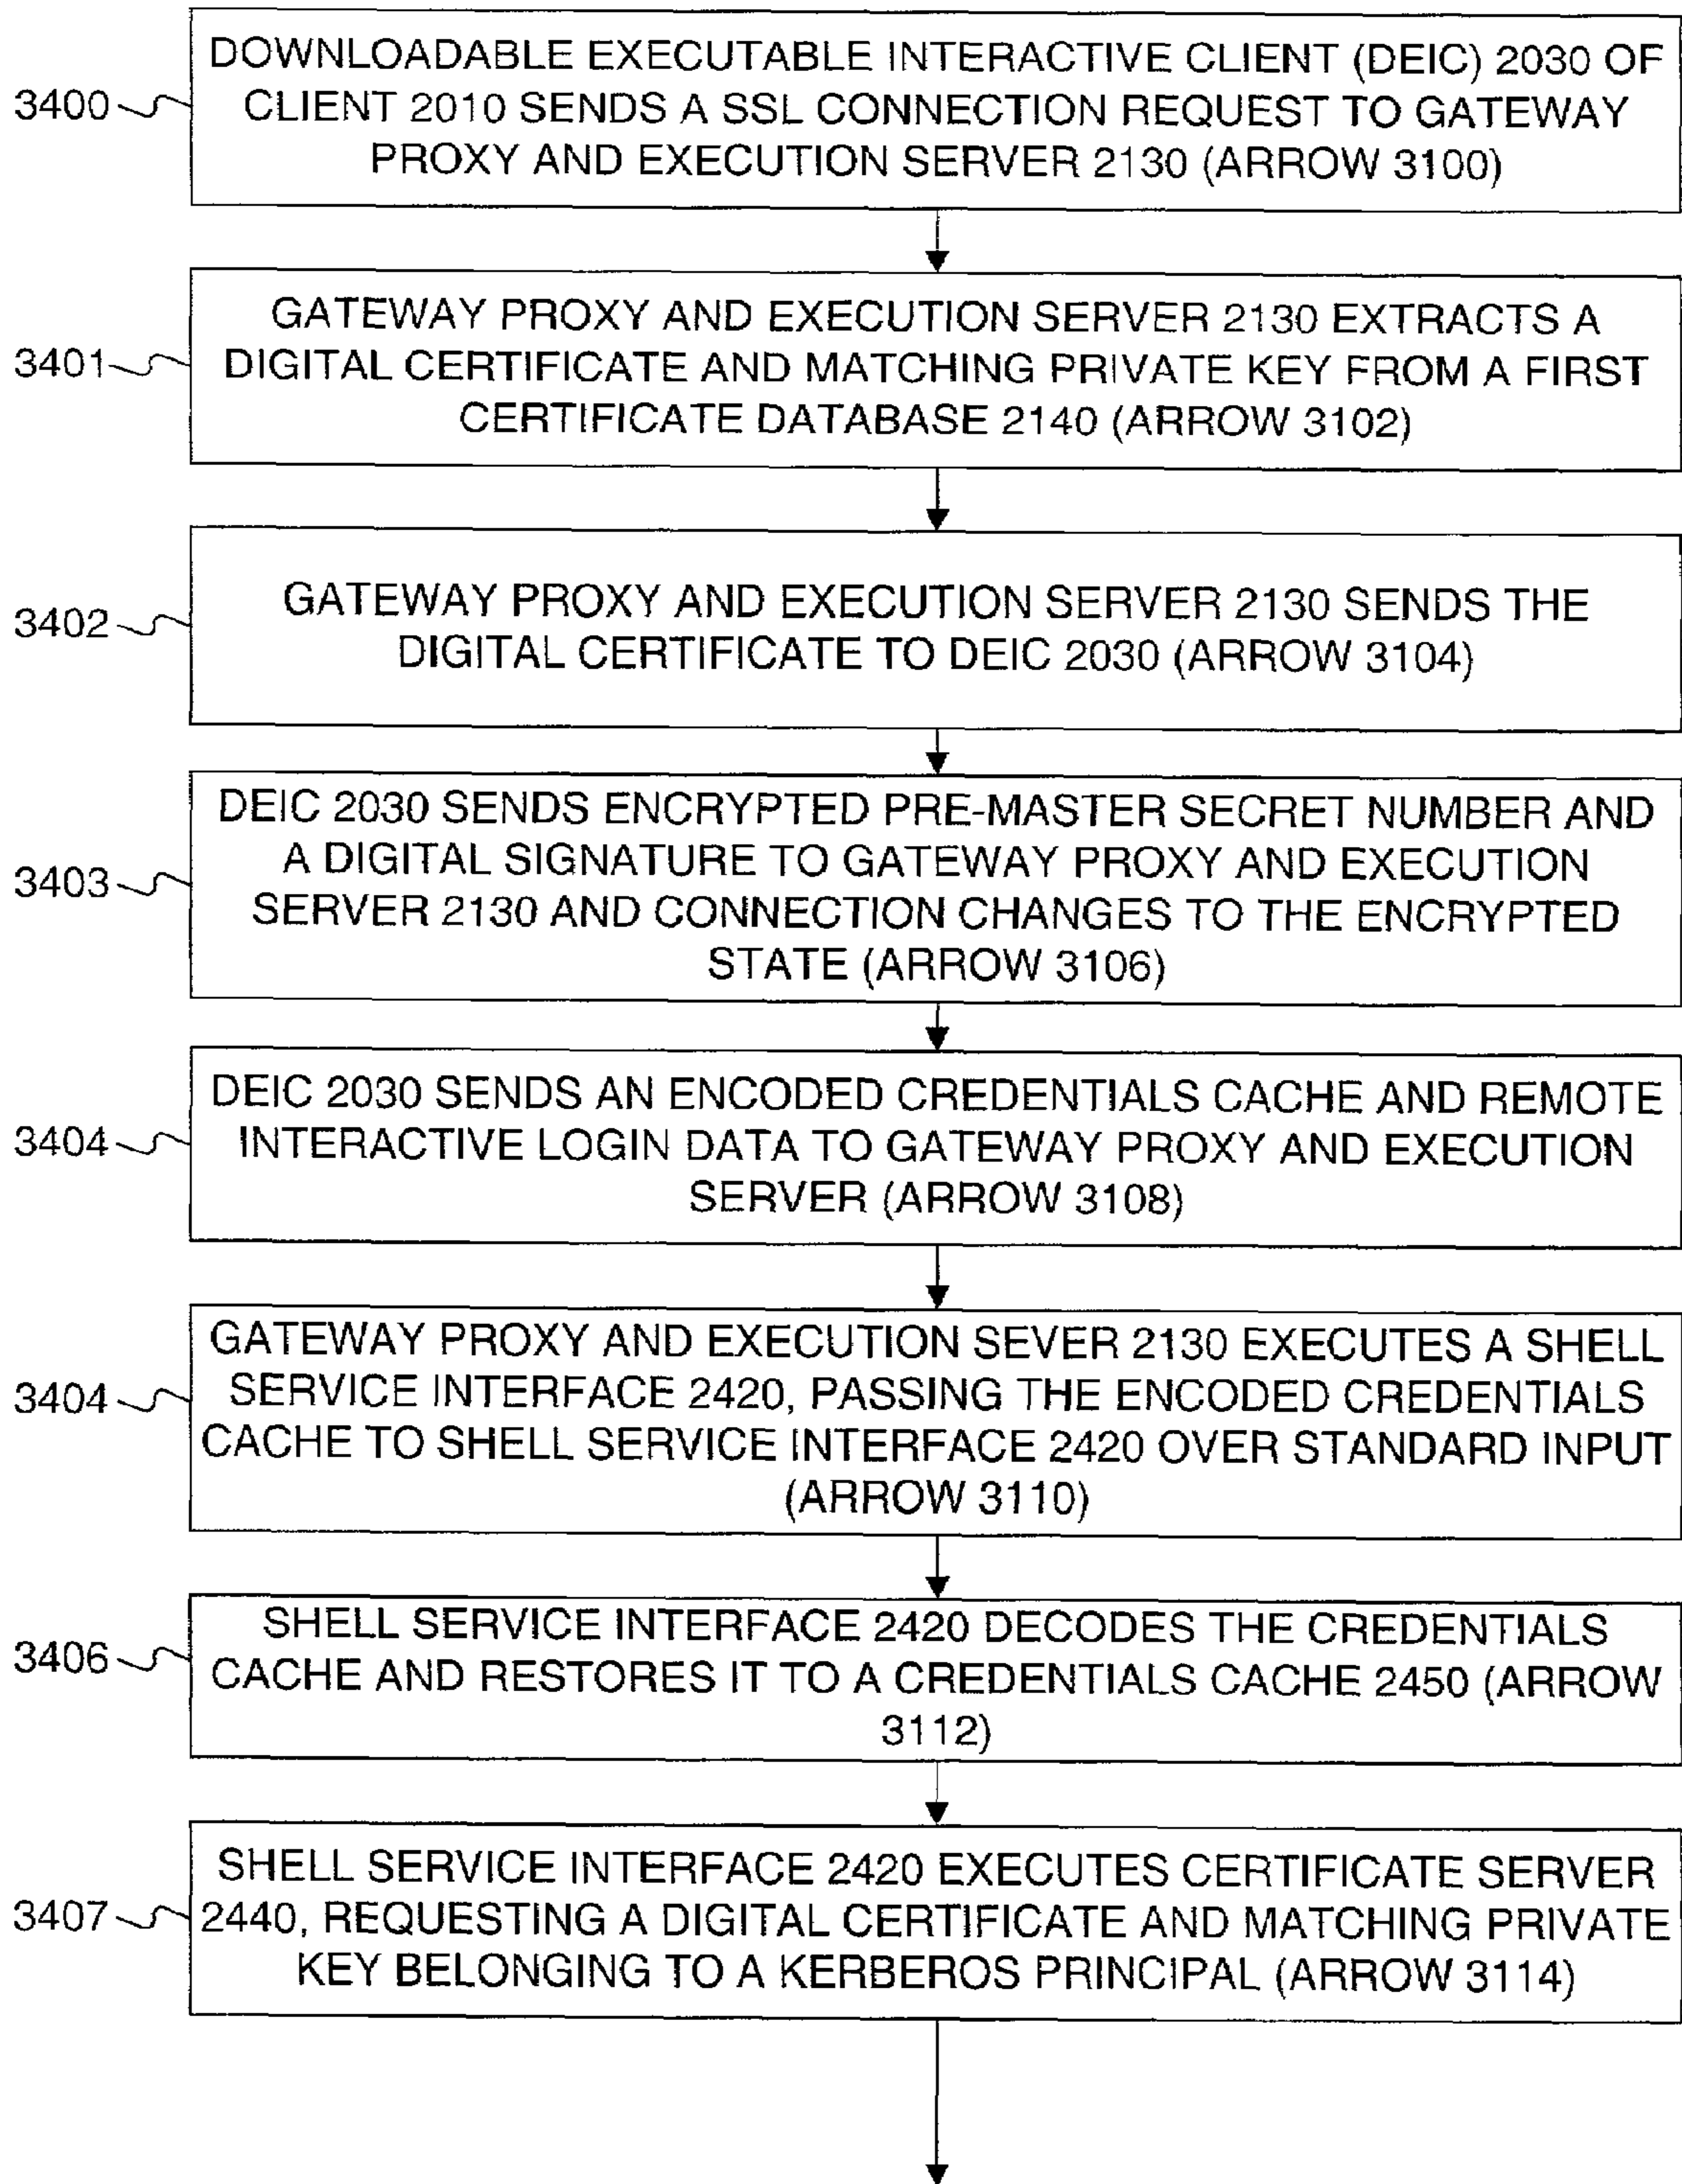 3400
DOWNLOADABLE EXECUTABLE INTERACTIVE CLIENT (DEIC) 2030 OF
CLIENT 2010 SENDS A SSL CONNECTION REQUEST TO GATEWAY
PROXY AND EXECUTION SERVER 2130 (ARROW 3100)
3401
GATEWAY PROXY AND EXECUTION SERVER 2130 EXTRACTS A
DIGITAL CERTIFICATE AND MATCHING PRIVATE KEY FROM A FIRST
CERTIFICATE DATABASE 2140 (ARROW 3102)
3402
GATEWAY PROXY AND EXECUTION SERVER 2130 SENDS THE
DIGITAL CERTIFICATE TO DEIC 2030 (ARROW 3104)
3403
DEIC 2030 SENDS ENCRYPTED PRE-MASTER SECRET NUMBER AND
A DIGITAL SIGNATURE TO GATEWAY PROXY AND EXECUTION
SERVER 2130 AND CONNECTION CHANGES TO THE ENCRYPTED
STATE (ARROW 3106)
3404
DEIC 2030 SENDS AN ENCODED CREDENTIALS CACHE AND REMOTE
INTERACTIVE LOGIN DATA TO GATEWAY PROXY AND EXECUTION
SERVER (ARROW 3108)
3404
GATEWAY PROXY AND EXECUTION SEVER 2130 EXECUTES A SHELL
SERVICE INTERFACE 2420, PASSING THE ENCODED CREDENTIALS
CACHE TO SHELL SERVICE INTERFACE 2420 OVER STANDARD INPUT
(ARROW 3110)
3406
SHELL SERVICE INTERFACE 2420 DECODES THE CREDENTIALS
CACHE AND RESTORES IT TO A CREDENTIALS CACHE 2450 (ARROW
3112)
3407
SHELL SERVICE INTERFACE 2420 EXECUTES CERTIFICATE SERVER
2440, REQUESTING A DIGITAL CERTIFICATE AND MATCHING PRIVATE
KEY BELONGING TO A KERBEROS PRINCIPAL (ARROW 3114)